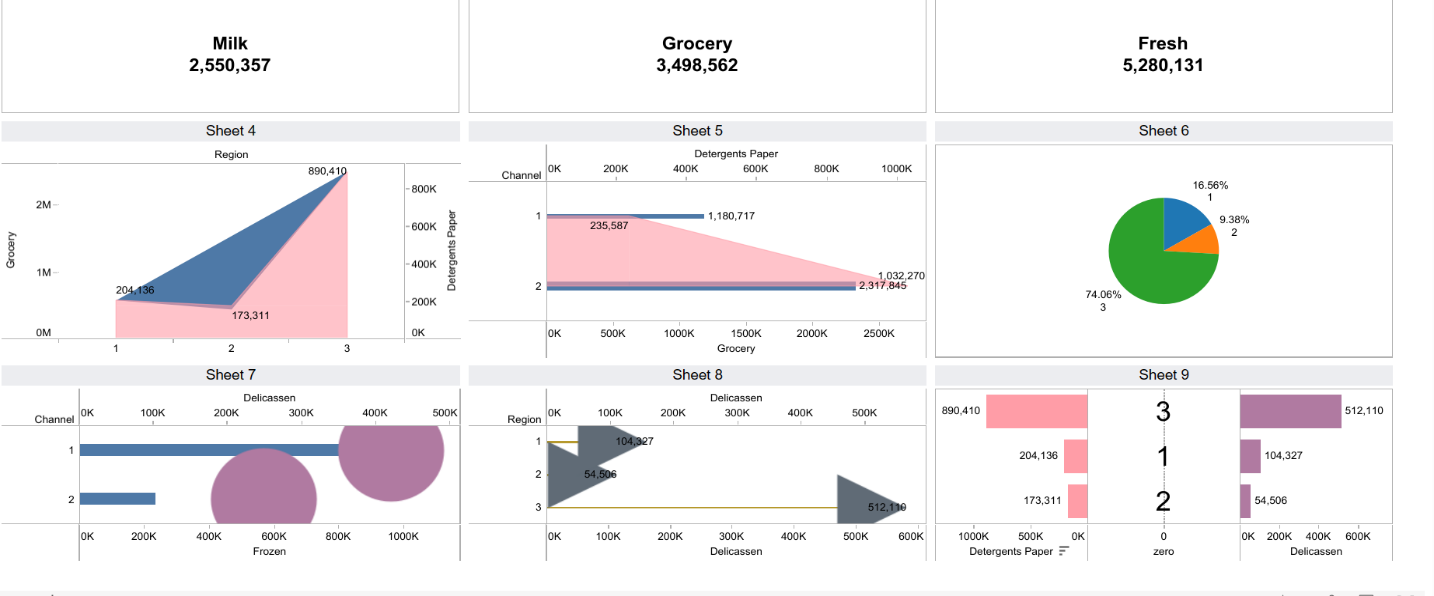 Milk
2,550,357
Grocery
3,498,562
Fresh
5,280,131
Sheet 4
Region
890,410
204,136
173,311
2M
1M
0M
Grocery
800K
600K
400K
200K
0K
Detergents Paper
1 2 3
Sheet 5
Detergents Paper
Channel 0K 200K 400K 600K 800K 1000K
1 1,180,717
235,587
1,032,270
2 2,317,845
0K 500K 1000K 1500K 2000K 2500K
Grocery
Sheet 6
16.56%
1
9.38%
2
74.06%
3
Sheet 7
Delicassen
Channel 0K 100K 200K 300K 400K 500K
1
2
0K 200K 400K 600K 800K 1000K
Frozen
Sheet 8
Delicassen
Region 0K 100K 200K 300K 400K 500K
1 104,327
2 54,506
3 512,110
0K 100K 200K 300K 400K 500K 600K
Delicassen
Sheet 9
890,410 3 512,110
204,136 1 104,327
173,311 2 54,506
1000K 500K 0K 0 0K 200K 400K 600K
Detergents Paper zero Delicassen